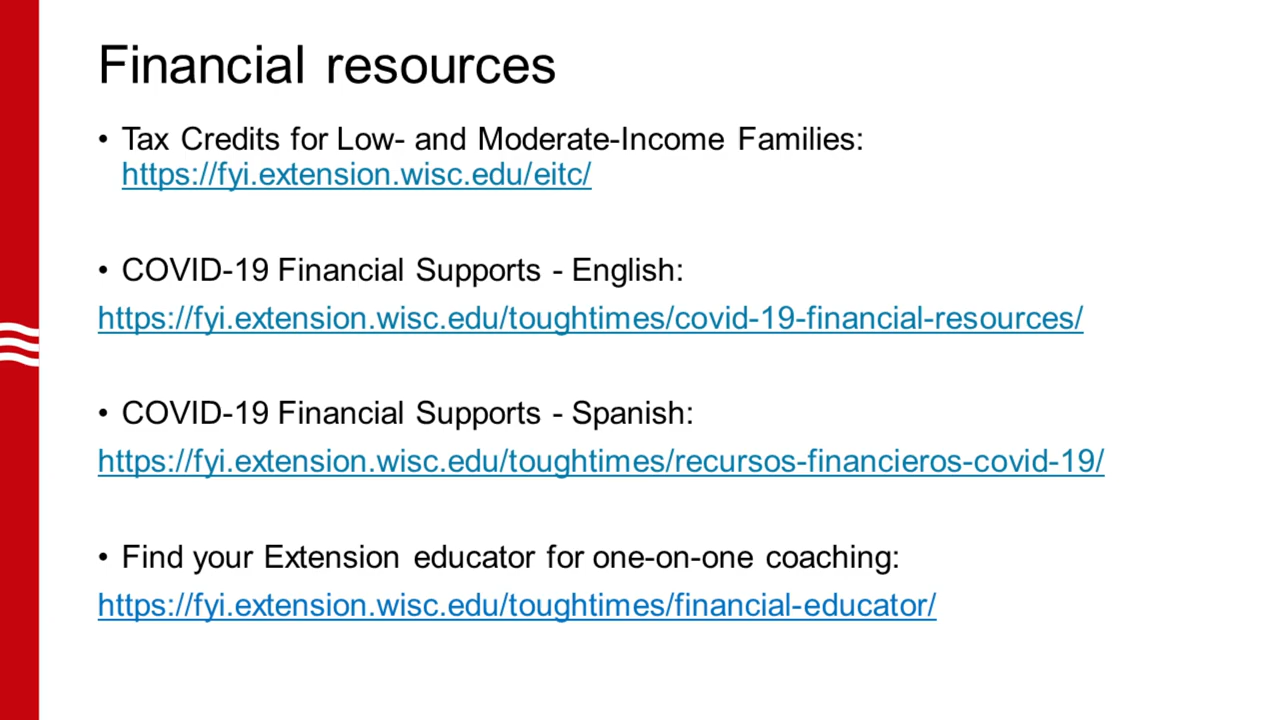 Financial resources
• Tax Credits for Low- and Moderate-Income Families:
https://fyi.extension.wisc.edu/eitc/
• COVID-19 Financial Supports - English:
https://fyi.extension.wisc.edu/toughtimes/covid-19-financial-resources/
• COVID-19 Financial Supports - Spanish:
https://fyi.extension.wisc.edu/toughtimes/recursos-financieros-covid-19/
• Find your Extension educator for one-on-one coaching:
https://fyi.extension.wisc.edu/toughtimes/financial-educator/